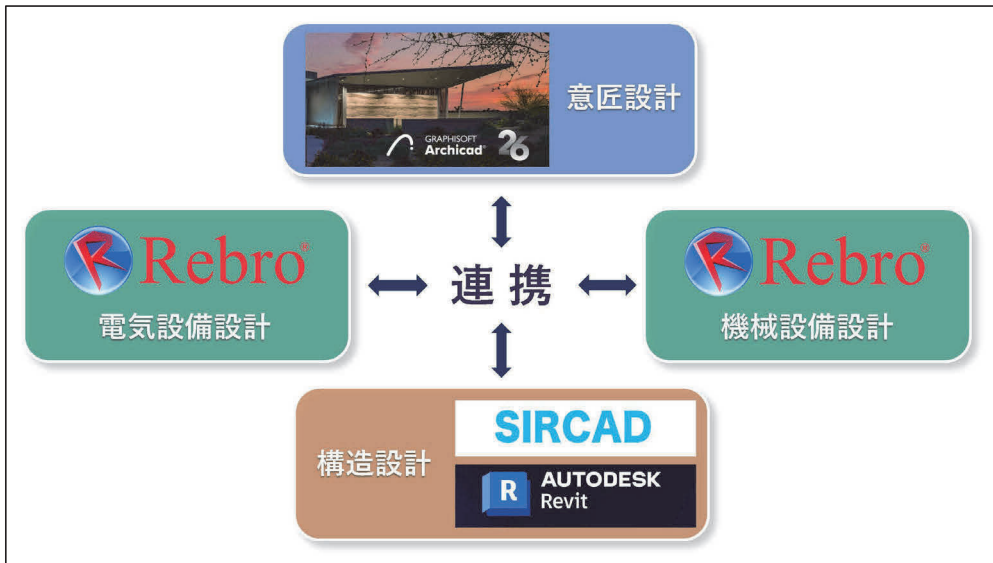 GRAPHISOFT
Archicad
26
意匠設計
Rebro®
電気設備設計
連携
Rebro®
機械設備設計
構造設計
SIRCAD
R
AUTODESK
Revit